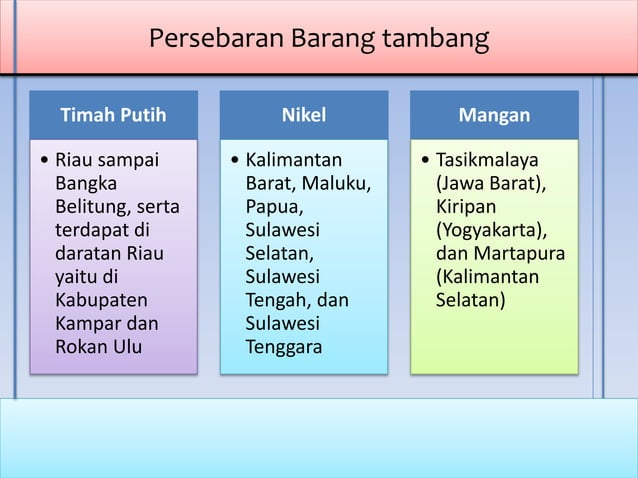 Persebaran Barang tambang
Timah Putih
• Riau sampai
Bangka
Belitung, serta
terdapat di
daratan Riau
yaitu di
Kabupaten
Kampar dan
Rokan Ulu
Nikel
• Kalimantan
Barat, Maluku,
Papua,
Sulawesi
Selatan,
Sulawesi
Tengah, dan
Sulawesi
Tenggara
Mangan
• Tasikmalaya
(Jawa Barat),
Kiripan
(Yogyakarta),
dan Martapura
(Kalimantan
Selatan)